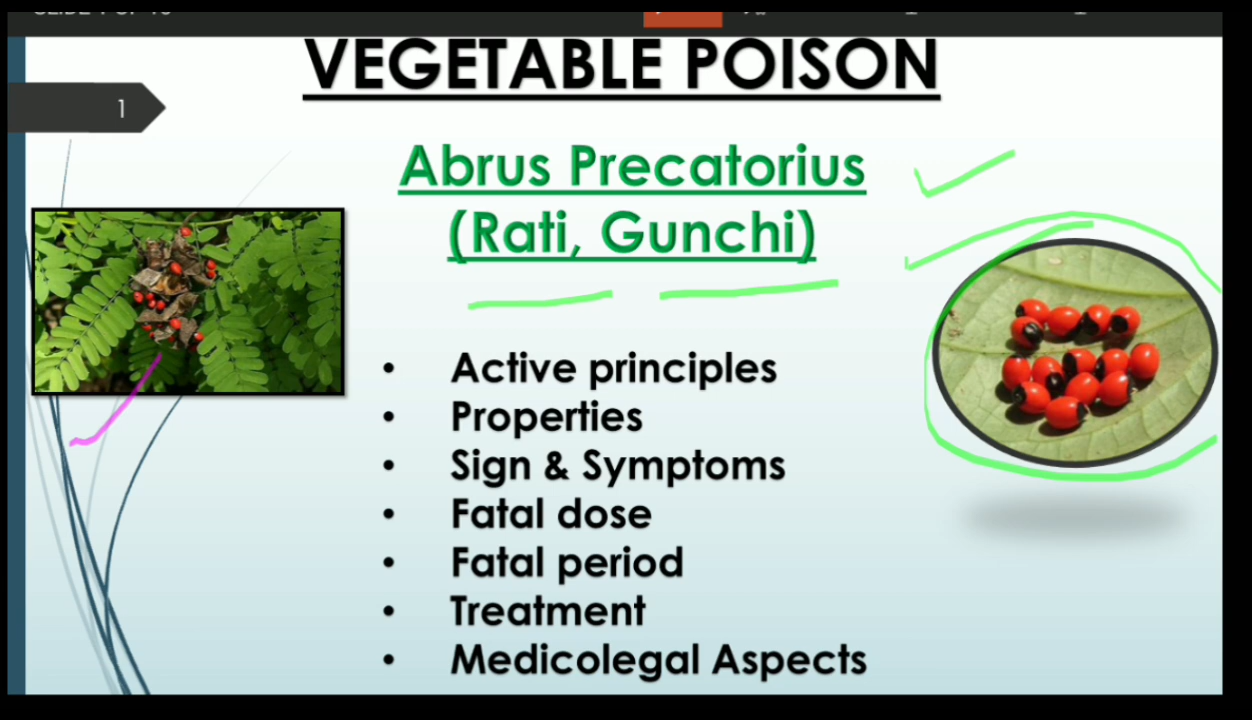 1
VEGETABLE POISON
Abrus Precatorius
(Rati, Gunchi)
• Active principles
• Properties
• Sign & Symptoms
• Fatal dose
• Fatal period
• Treatment
• Medicolegal Aspects